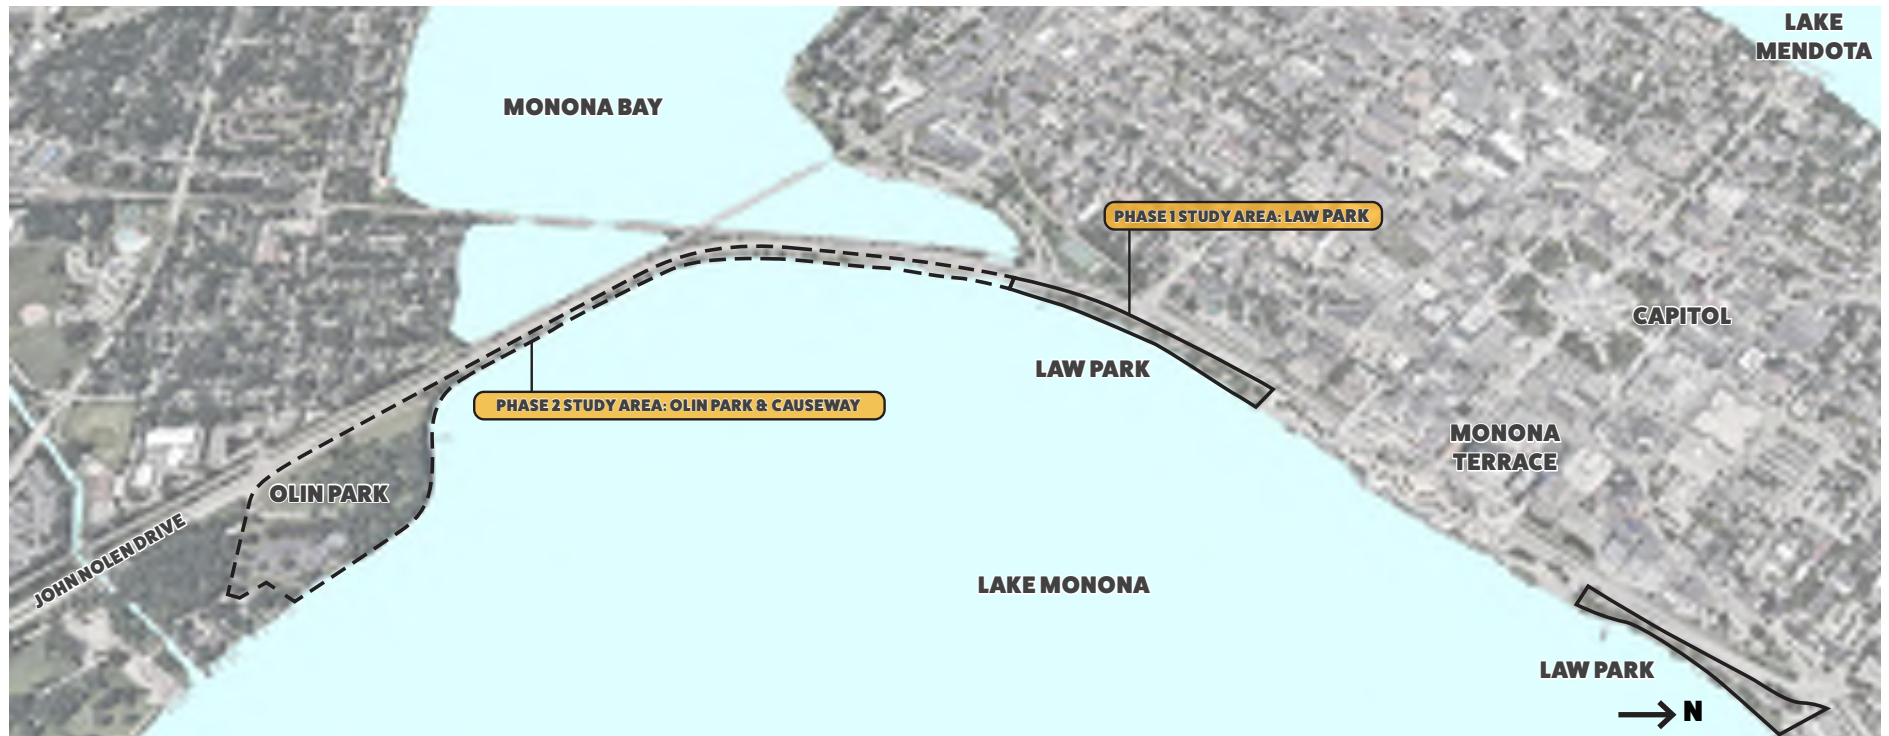 LAKE
MENDOTA
MONONA BAY
PHASE 1 STUDY AREA: LAW PARK
CAPITOL
LAW PARK
PHASE 2 STUDY AREA: OLIN PARK & CAUSEWAY
MONONA
TERRACE
OLIN PARK
JOHN NOLEN DRIVE
LAKE MONONA
LAW PARK
N